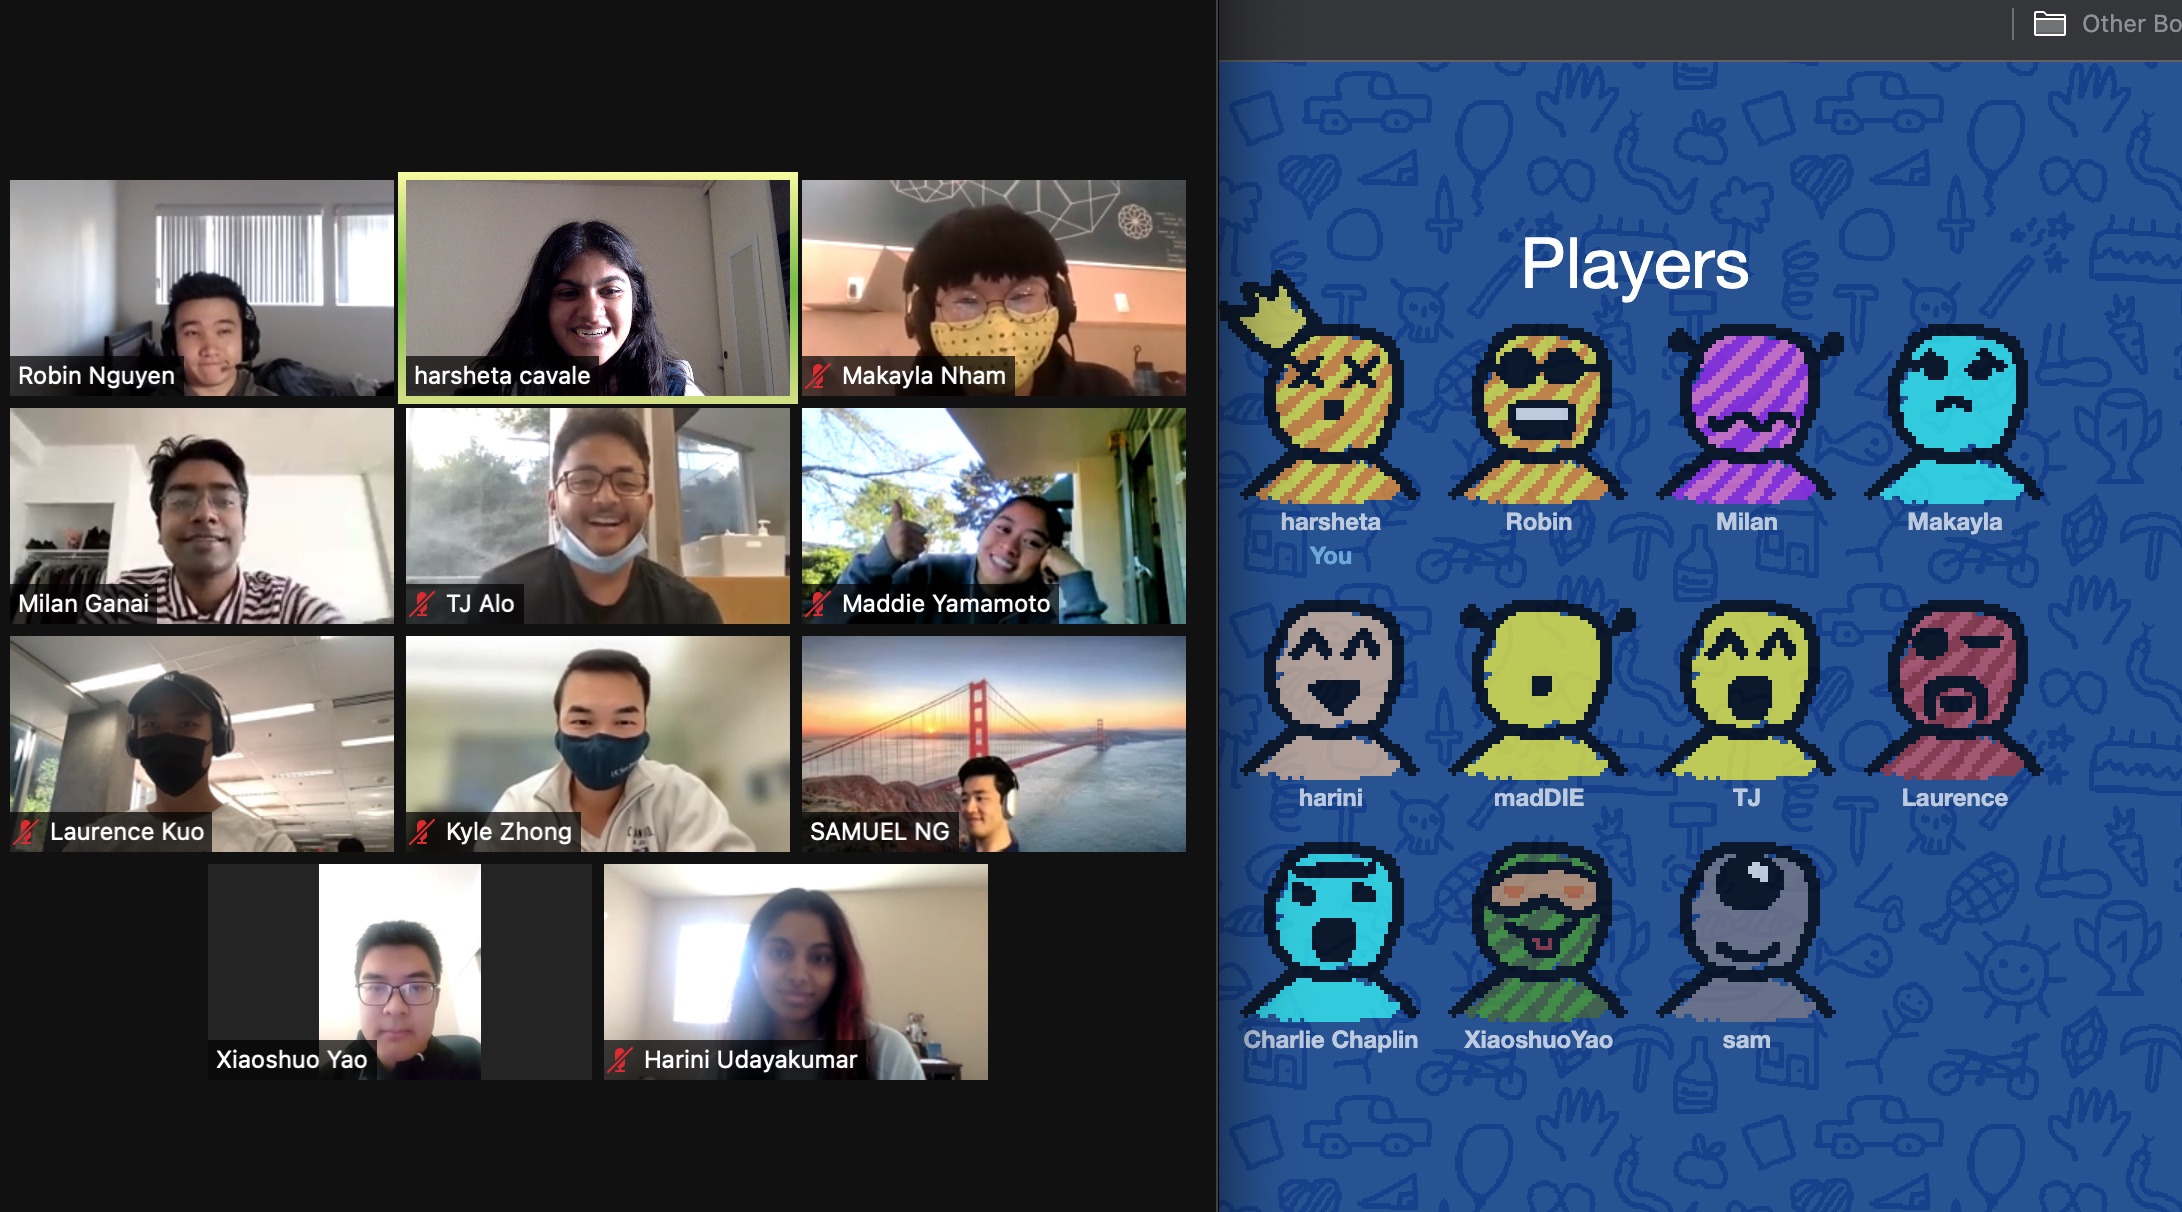 Other Bo
Robin Nguyen
harsheta cavale
Makayla Nham
Milan Ganai
TJ Alo
Maddie Yamamoto
Laurence Kuo
Kyle Zhong
SAMUEL NG
Xiaoshuo Yao
Harini Udayakumar
Players
harsheta
Robin
Milan
Makayla
You
harini
madDIE
TJ
Laurence
Charlie Chaplin
XiaoshuoYao
sam